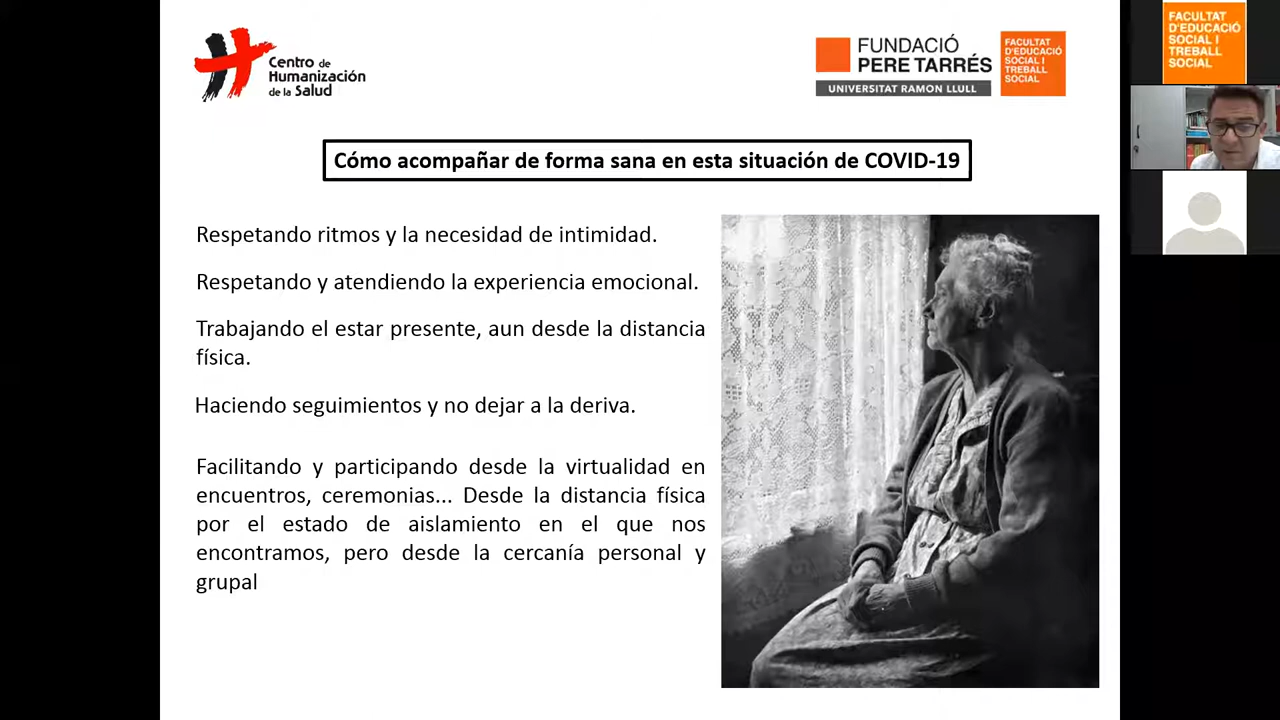 Centro de
Humanización
de la Salud
FUNDACIÓ
PERE TARRÉS
UNIVERSITAT RAMON LLULL
FACULTAT
D'EDUCACIÓ
SOCIAL I
TREBALL
SOCIAL
FACULTAT
D'EDUCACIÓ
SOCIAL I
TREBALL
SOCIAL
Cómo acompañar de forma sana en esta situación de COVID-19
Respetando ritmos y la necesidad de intimidad.
Respetando y atendiendo la experiencia emocional.
Trabajando el estar presente, aun desde la distancia
física.
Haciendo seguimientos y no dejar a la deriva.
Facilitando y participando desde la virtualidad en
encuentros, ceremonias... Desde la distancia física
por el estado de aislamiento en el que nos
encontramos, pero desde la cercanía personal y
grupal